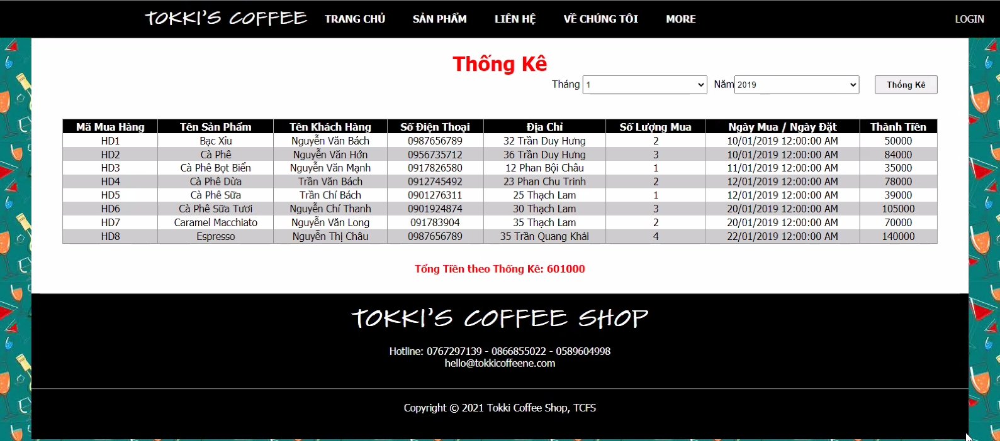 TOKKI'S COFFEE TRANG CHỦ SẢN PHẨM LIÊN HỆ VỀ CHÚNG TÔI MORE LOGIN
Thống Kê
Tháng 1 Năm 2019 Thống Kê
Mã Mua Hàng Tên Sản Phẩm Tên Khách Hàng Số Điện Thoại Địa Chỉ Số Lượng Mua Ngày Mua / Ngày Đặt Thành Tiền
HD1 Bạc Xỉu Nguyễn Văn Bách 0987656789 32 Trần Duy Hưng 2 10/01/2019 12:00:00 AM 50000
HD2 Cà Phê Nguyễn Văn Hớn 0956735712 36 Trần Duy Hưng 3 10/01/2019 12:00:00 AM 84000
HD3 Cà Phê Bọt Biển Nguyễn Văn Mạnh 0917826580 12 Phan Bội Châu 1 11/01/2019 12:00:00 AM 35000
HD4 Cà Phê Dừa Trần Văn Bách 0912745492 23 Phan Chu Trinh 2 12/01/2019 12:00:00 AM 78000
HD5 Cà Phê Sữa Trần Chí Bách 0901276311 25 Thạch Lam 1 12/01/2019 12:00:00 AM 39000
HD6 Cà Phê Sữa Tươi Nguyễn Chí Thanh 0901924874 30 Thạch Lam 3 20/01/2019 12:00:00 AM 105000
HD7 Caramel Macchiato Nguyễn Văn Long 091783904 35 Thạch Lam 2 20/01/2019 12:00:00 AM 70000
HD8 Espresso Nguyễn Thị Châu 0987656789 35 Trần Quang Khải 4 22/01/2019 12:00:00 AM 140000
Tổng Tiền theo Thống Kê: 601000
TOKKI'S COFFEE SHOP
Hotline: 0767297139 - 0866855022 - 0589604998
hello@tokkicoffeene.com
Copyright © 2021 Tokki Coffee Shop, TCFS